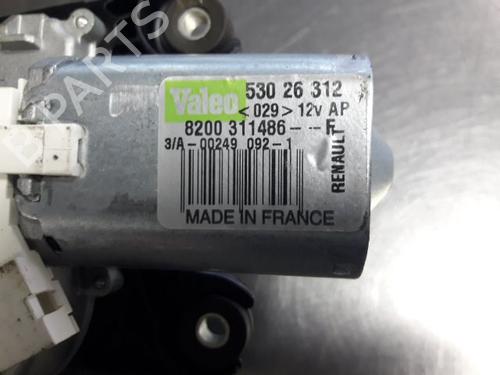 Valeo 530 26 312
<029> 12v AP
8200 311486--F
3/A-00249 092-1
RENAULT
MADE IN FRANCE
B-PARTS